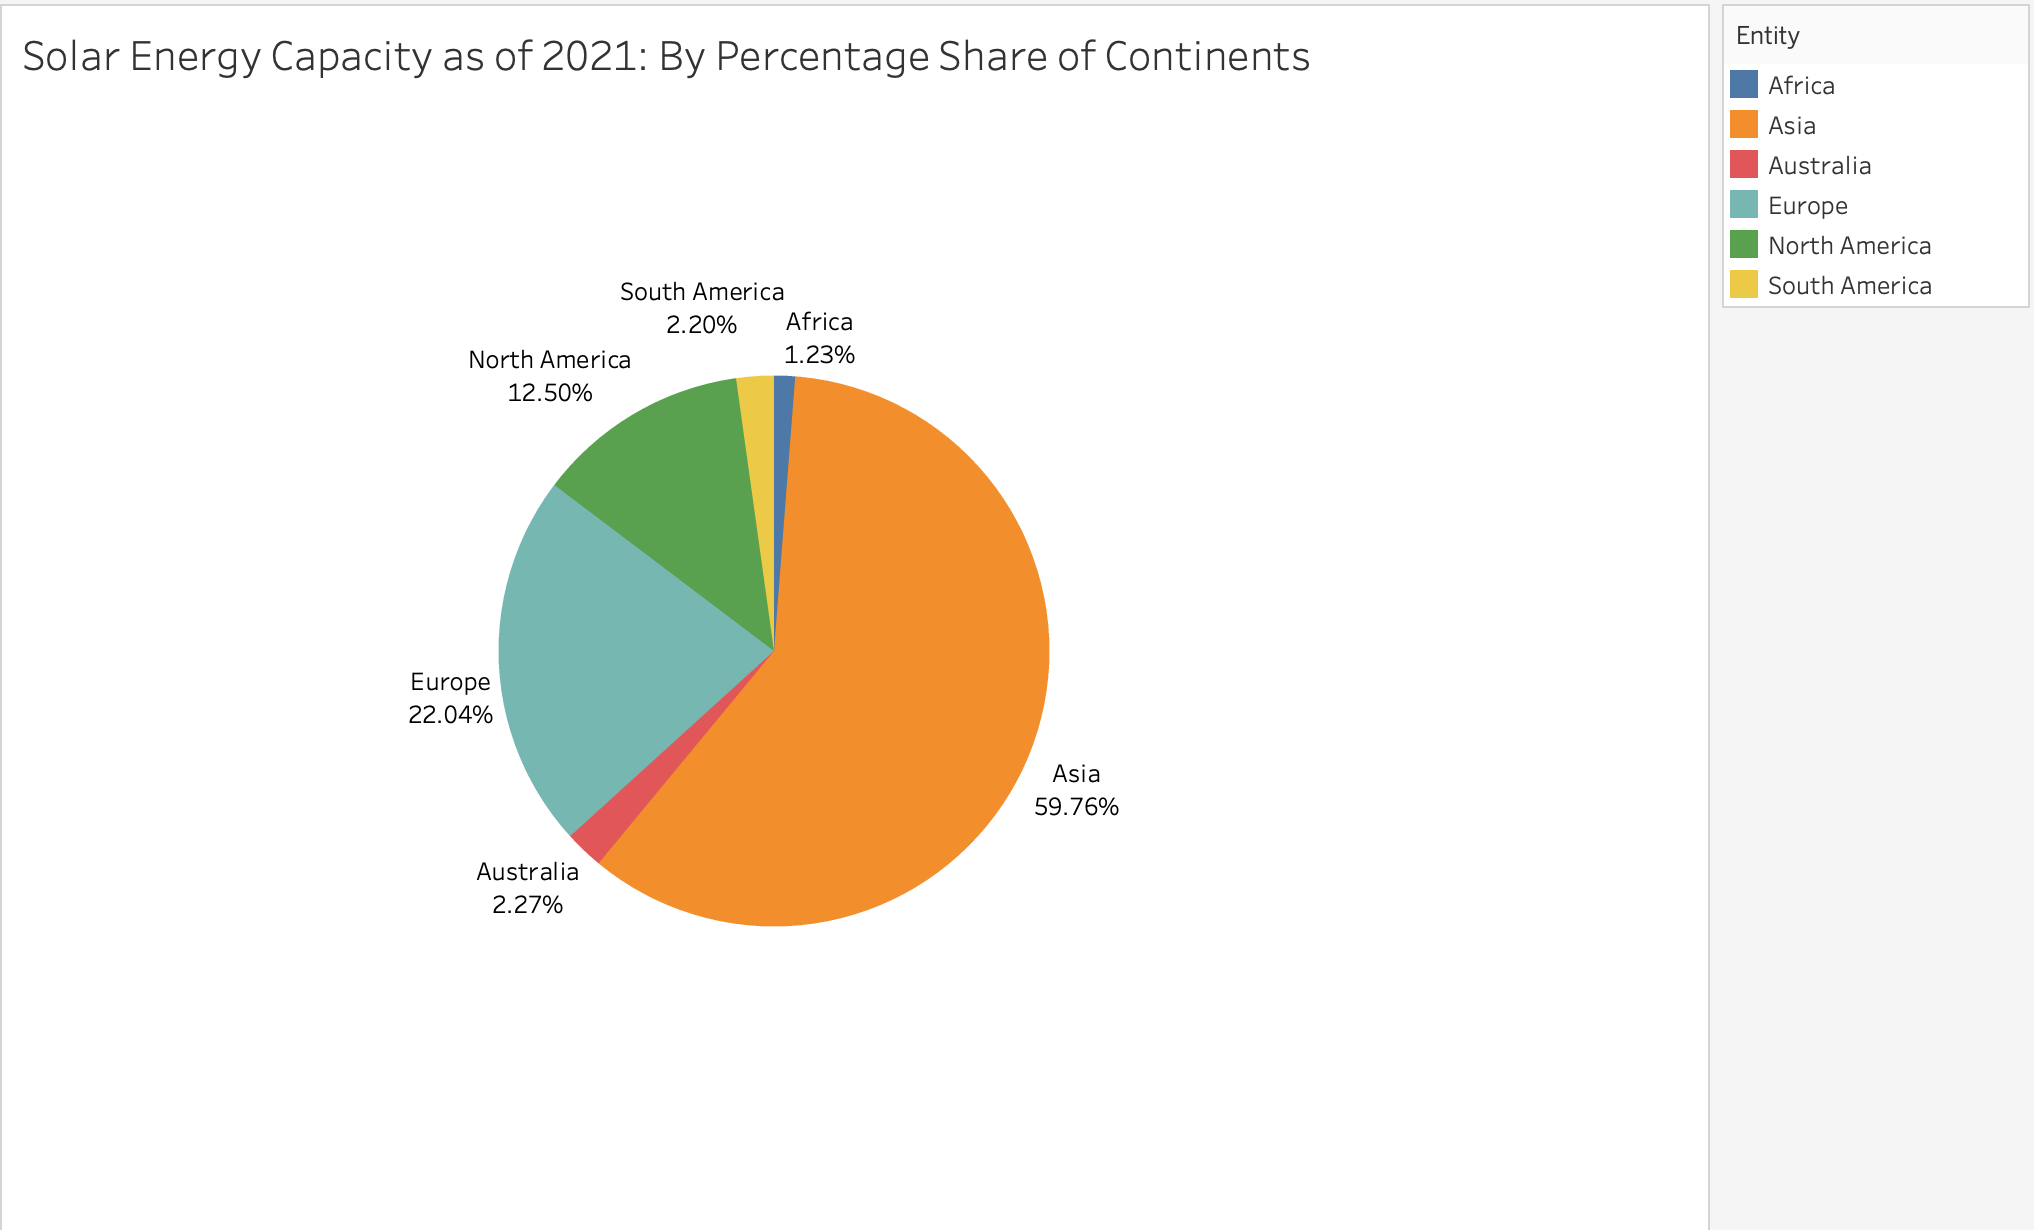 Solar Energy Capacity as of 2021: By Percentage Share of Continents
Entity
Africa
Asia
Australia
Europe
North America
South America
South America
2.20%
Africa
1.23%
North America
12.50%
Europe
22.04%
Asia
59.76%
Australia
2.27%